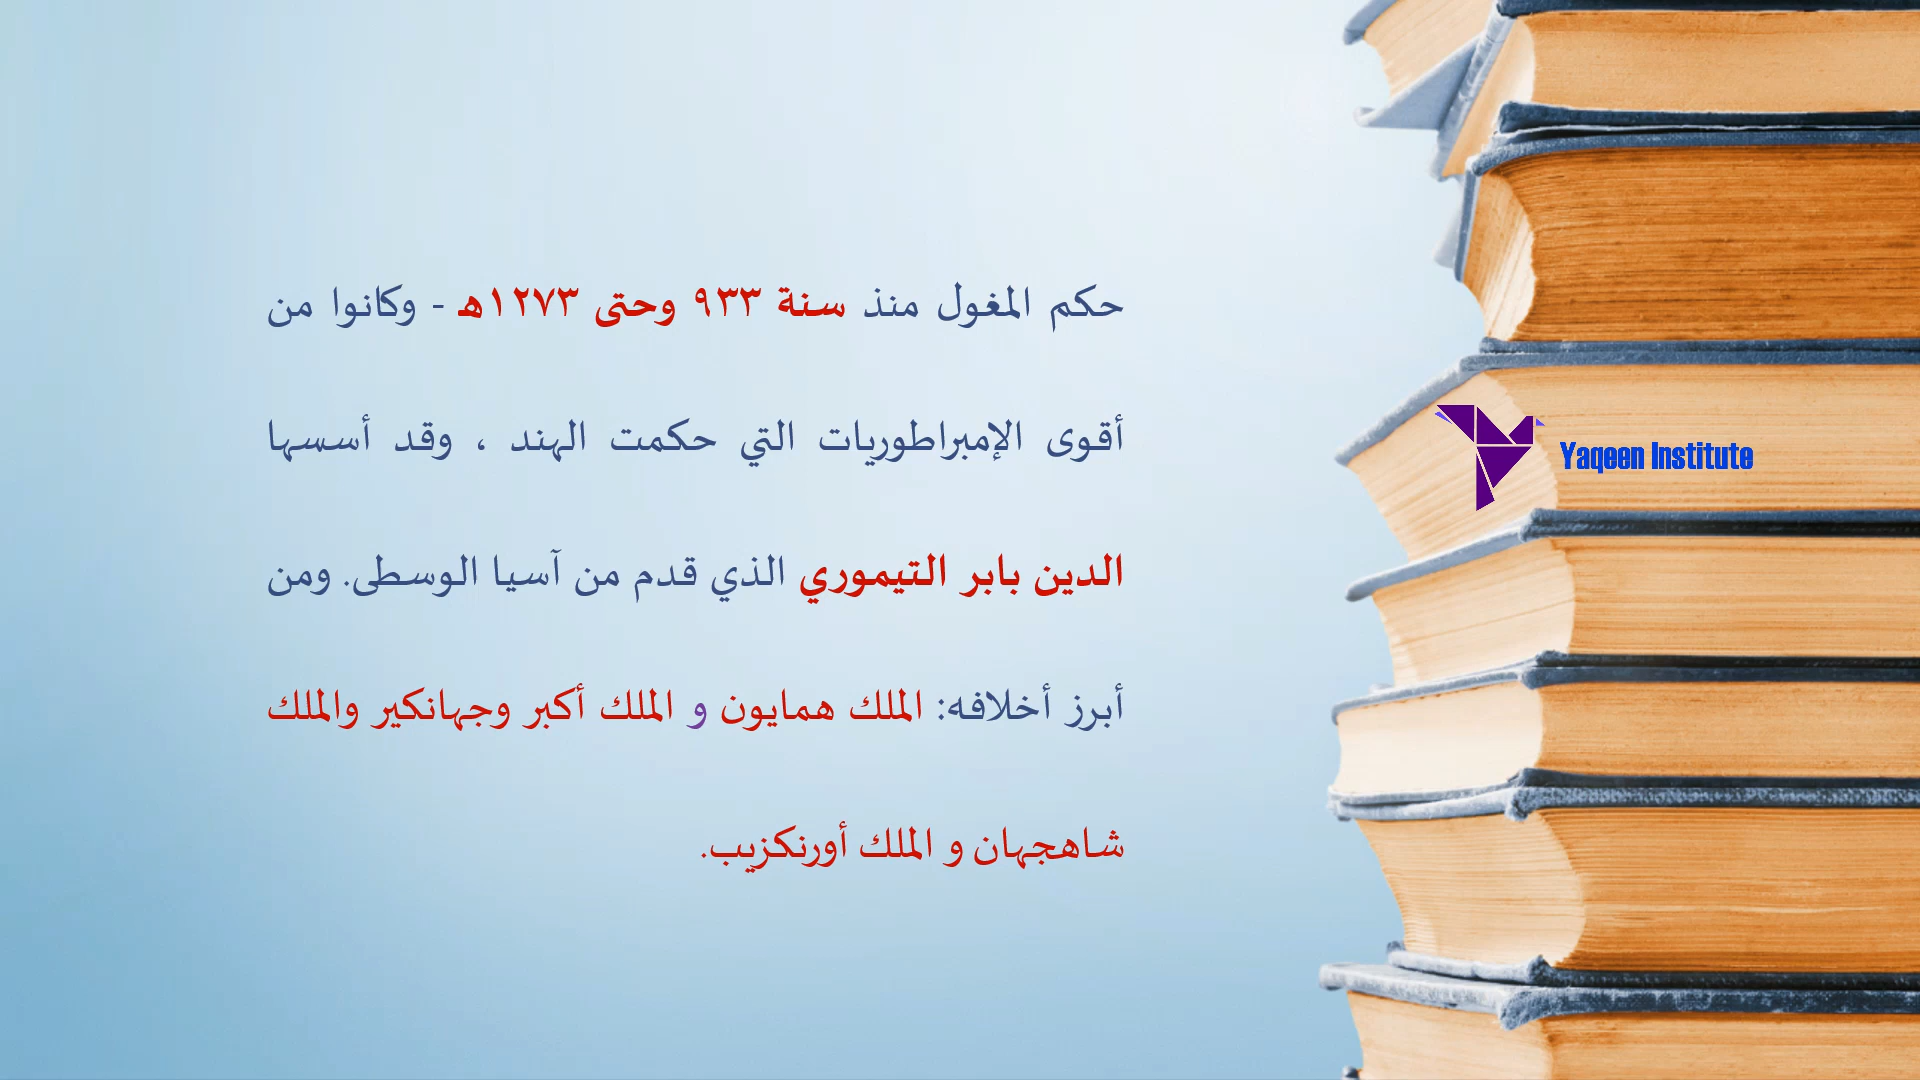 حكم المغول منذ سنة ٩٣٣ وحتى ١٢٧٣هـ - وكانوا من
أقوى الإمبراطوريات التي حكمت الهند ، وقد أسسها
الدين بابر التيموري الذي قدم من آسيا الوسطى. ومن
أبرز أخلافه: الملك همايون و الملك أكبر وجهانكير والملك
شاهجهان و الملك أورنكزيب.
Yaqeen Institute